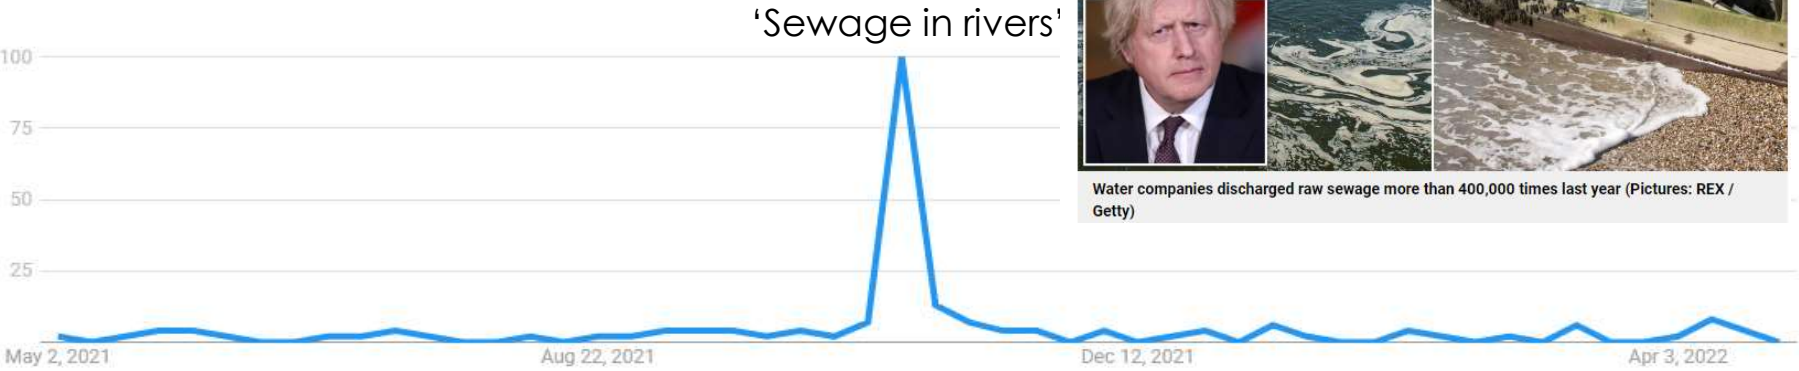 ‘Sewage in rivers’
100
75
50
25
May 2, 2021
Aug 22, 2021
Dec 12, 2021
Apr 3, 2022
Water companies discharged raw sewage more than 400,000 times last year (Pictures: REX /
Getty)